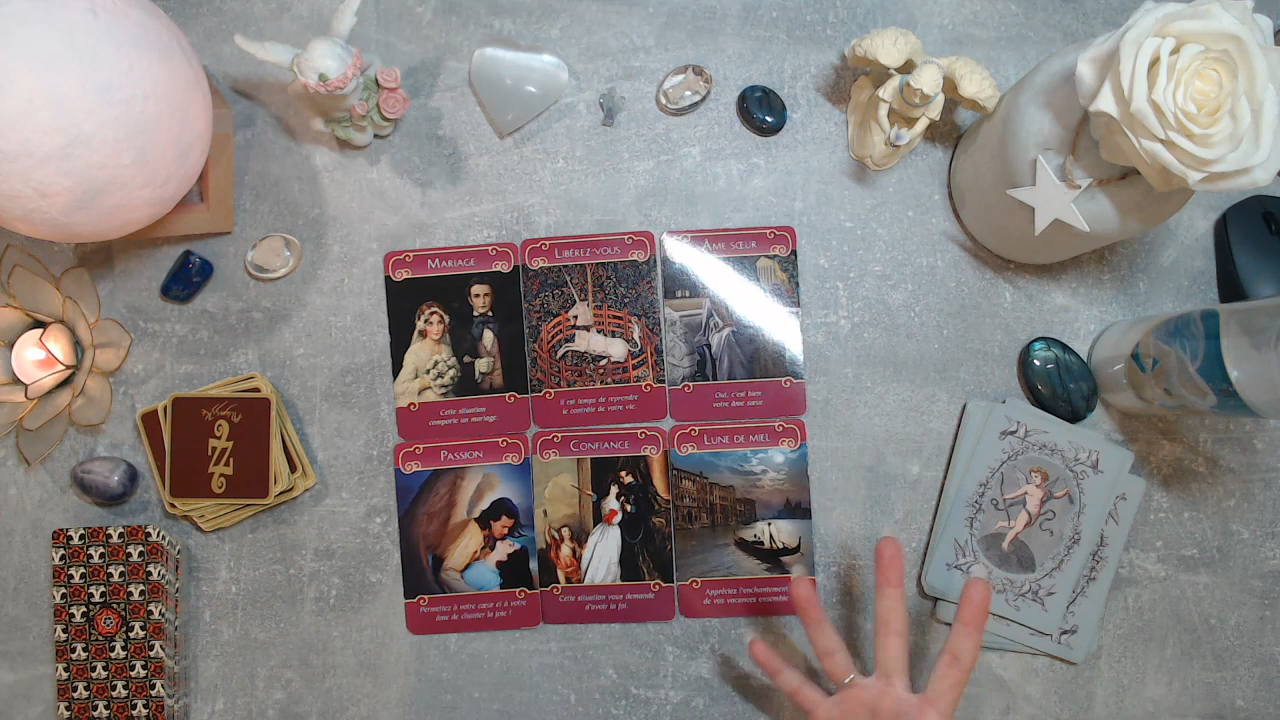 MARIAGE
Cette situation
comporte un mariage.
LIBÉREZ-VOUS
Il est temps de reprendre
le contrôle de votre vie.
ÂME SŒUR
Oui, c'est bien
votre âme sœur
PASSION
Permettez à votre cœur et à votre
âme de chanter la joie !
CONFIANCE
Cette situation vous demande
d'avoir la foi.
LUNE DE MIEL
Appréciez l'enchantement
de vos vacances ensemble